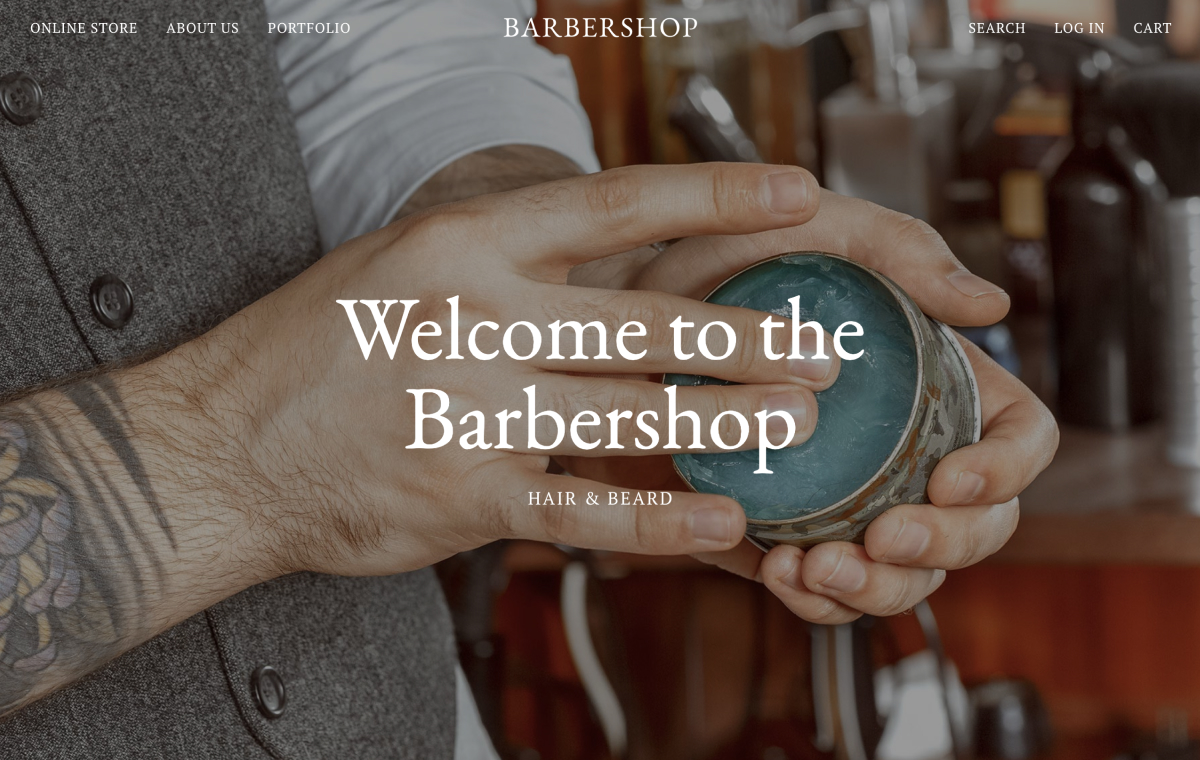 ONLINE STORE ABOUT US PORTFOLIO BARBERSHOP SEARCH LOG IN CART
Welcome to the
Barbershop
HAIR & BEARD